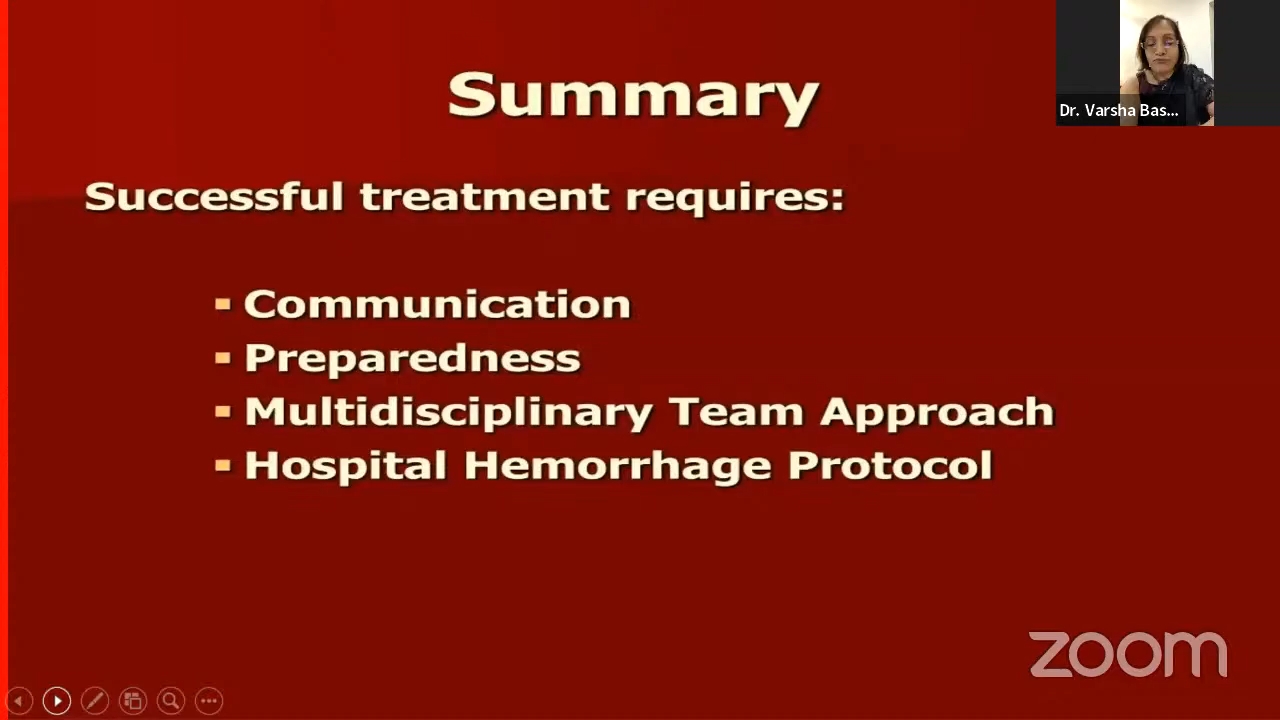 Summary
Dr. Varsha Bas...
Successful treatment requires:
Communication
Preparedness
Multidisciplinary Team Approach
Hospital Hemorrhage Protocol
zoom